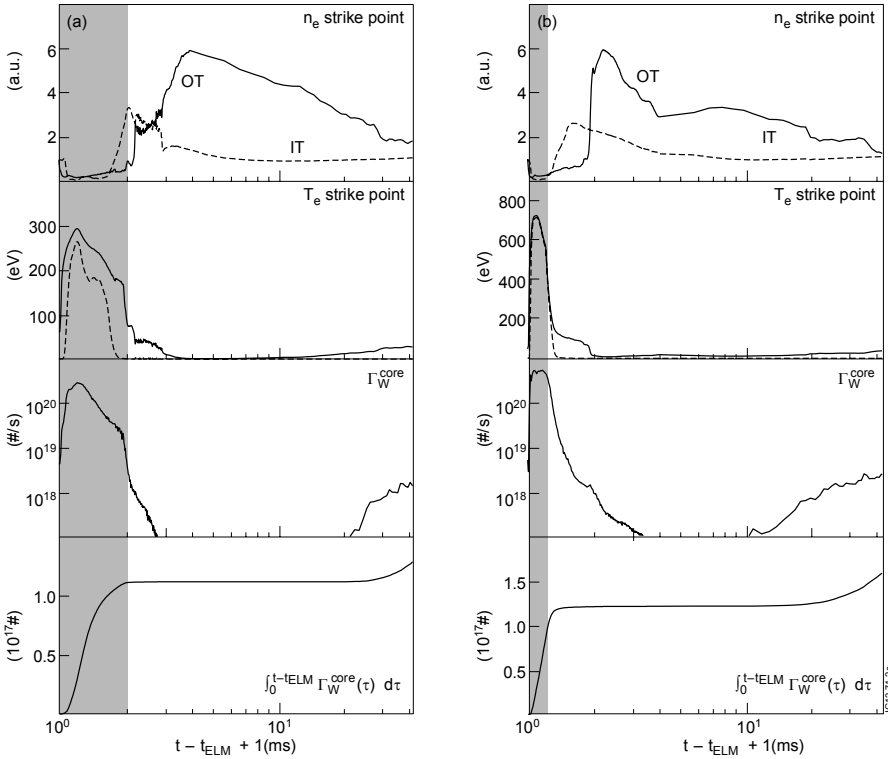 (a)
n_e strike point
6
4
2
(a.u.)
OT
IT
T_e strike point
300
200
100
(eV)
Γ_W^core
10^20
10^19
10^18
(#/s)
1.0
0.5
(10^17#)
∫_0^t–tELM Γ_W^core(τ) dτ
10^0
10^1
t – t_ELM + 1(ms)
(b)
n_e strike point
6
4
2
(a.u.)
OT
IT
T_e strike point
800
600
400
200
(eV)
Γ_W^core
10^20
10^19
10^18
(#/s)
1.5
1.0
0.5
(10^17#)
∫_0^t–tELM Γ_W^core(τ) dτ
10^0
10^1
t – t_ELM + 1(ms)